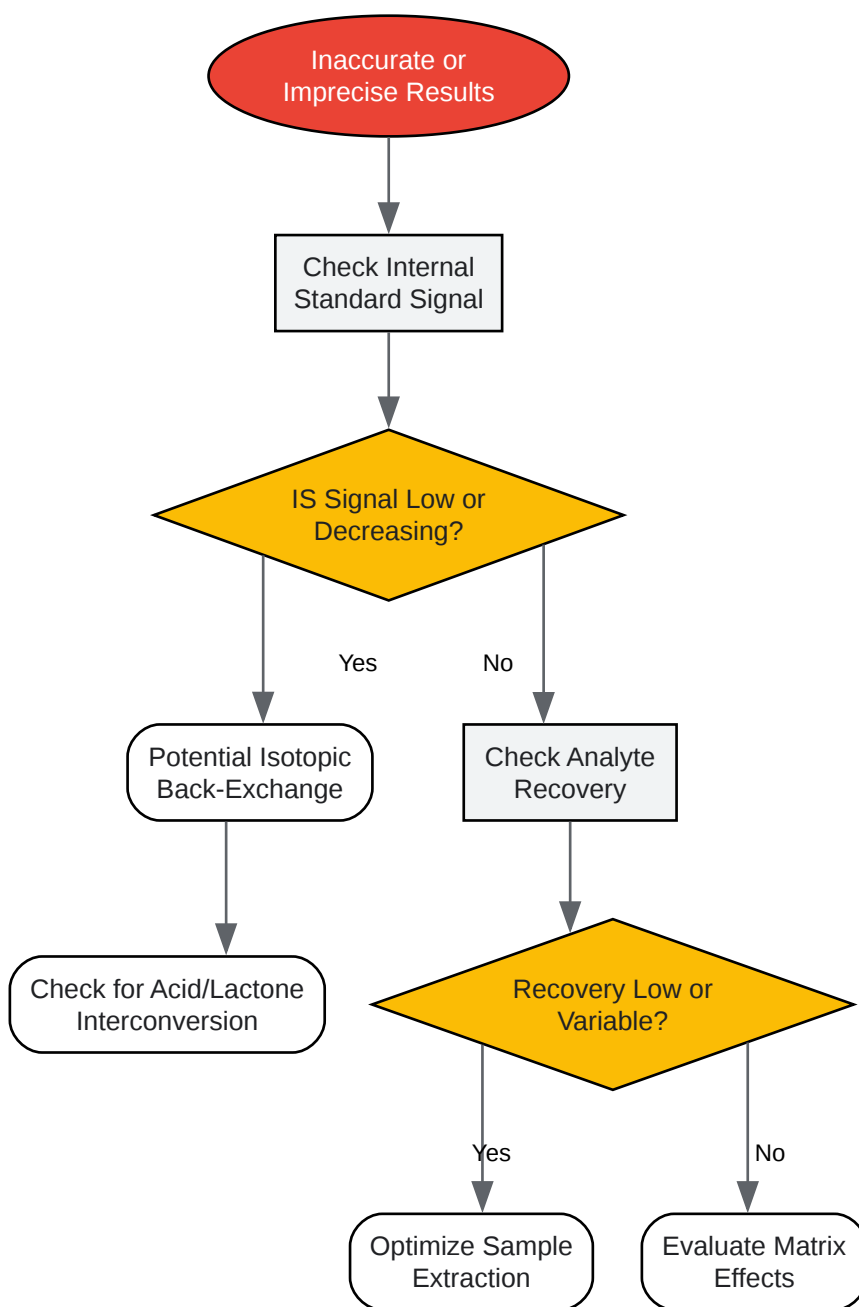 Inaccurate or
Imprecise Results
Check Internal
Standard Signal
IS Signal Low or
Decreasing?
Yes
No
Potential Isotopic
Back-Exchange
Check Analyte
Recovery
Check for Acid/Lactone
Interconversion
Recovery Low or
Variable?
Yes
No
Optimize Sample
Extraction
Evaluate Matrix
Effects